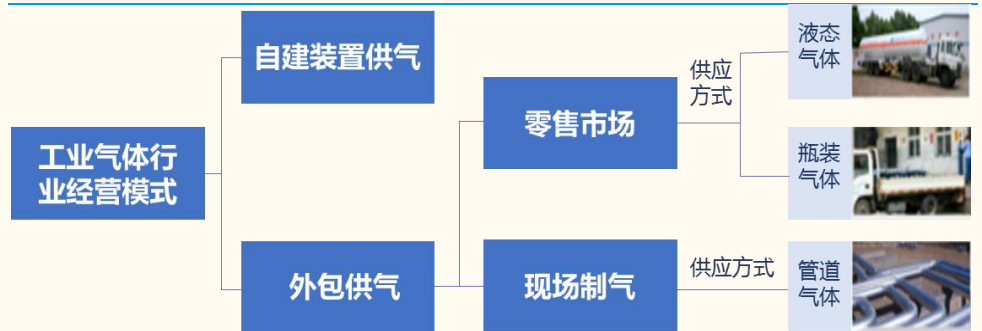 自建装置供气
工业气体行
业经营模式
外包供气
零售市场
现场制气
供应
方式
供应方式
液态
气体
瓶装
气体
管道
气体